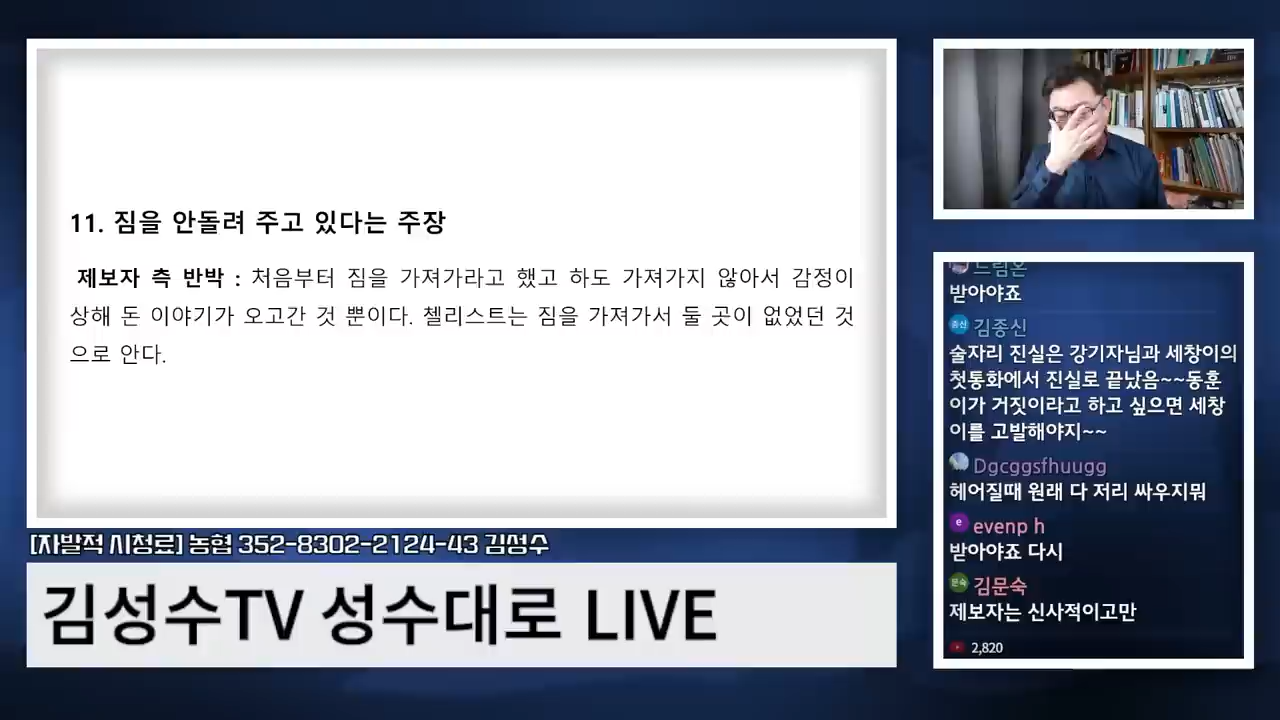 11. 짐을 안돌려 주고 있다는 주장
제보자 측 반박 : 처음부터 짐을 가져가라고 했고 하도 가져가지 않아서 감정이
상해 돈 이야기가 오고간 것 뿐이다. 첼리스트는 짐을 가져가서 둘 곳이 없었던 것
으로 안다.
[자발적 시청료] 농협 352-8302-2124-43 김성수
김성수TV 성수대로 LIVE
드림온
받아야죠
종신 김종신
술자리 진실은 강기자님과 세창이의
첫통화에서 진실로 끝났음~~동훈
이가 거짓이라고 하고 싶으면 세창
이를 고발해야지~~
Dgcggsfhuugg
헤어질때 원래 다 저리 싸우지뭐
e evenp h
받아야죠 다시
문숙 김문숙
제보자는 신사적이고만
2,820